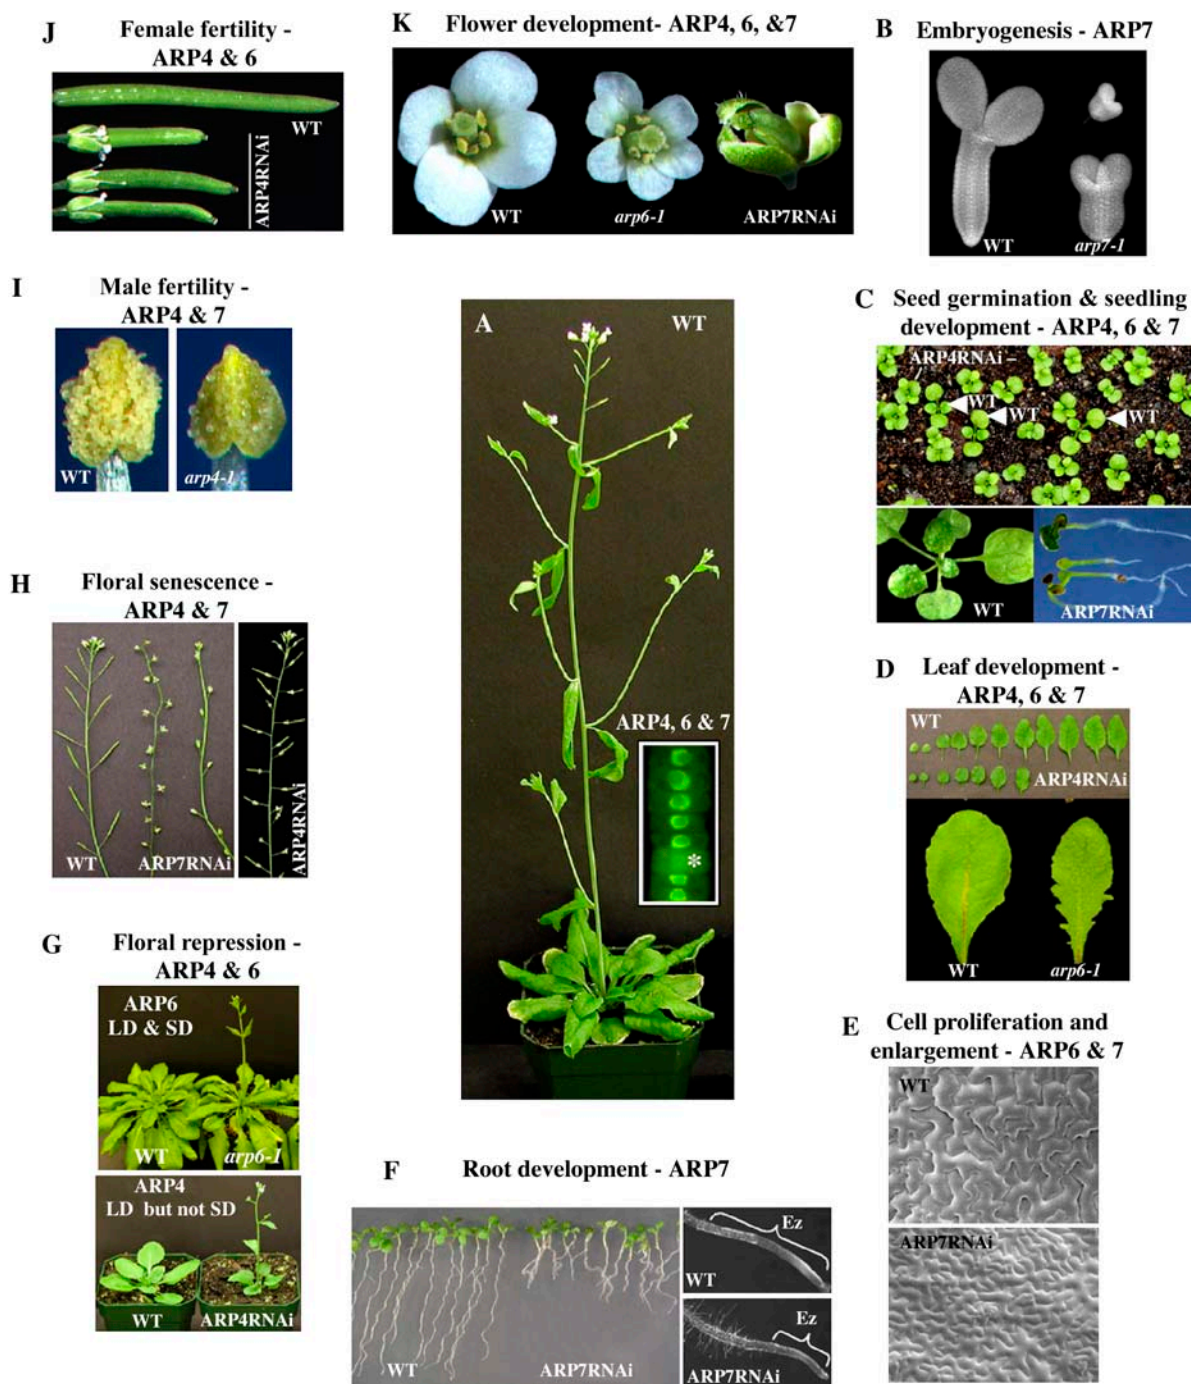 J Female fertility -
ARP4 & 6
WT
ARP4RNAi
K Flower development- ARP4, 6, &7
WT
arp6-1
ARP7RNAi
B Embryogenesis - ARP7
WT
arp7-1
I Male fertility -
ARP4 & 7
WT
arp4-1
A
WT
ARP4, 6 & 7
*
C Seed germination & seedling
development - ARP4, 6 & 7
ARP4RNAi –
WT
WT
WT
WT
ARP7RNAi
H Floral senescence -
ARP4 & 7
WT
ARP7RNAi
ARP4RNAi
D Leaf development -
ARP4, 6 & 7
WT
ARP4RNAi
WT
arp6-1
G Floral repression -
ARP4 & 6
ARP6
LD & SD
WT
arp6-1
ARP4
LD but not SD
WT
ARP4RNAi
E Cell proliferation and
enlargement - ARP6 & 7
WT
ARP7RNAi
F Root development - ARP7
WT
ARP7RNAi
Ez
WT
Ez
ARP7RNAi